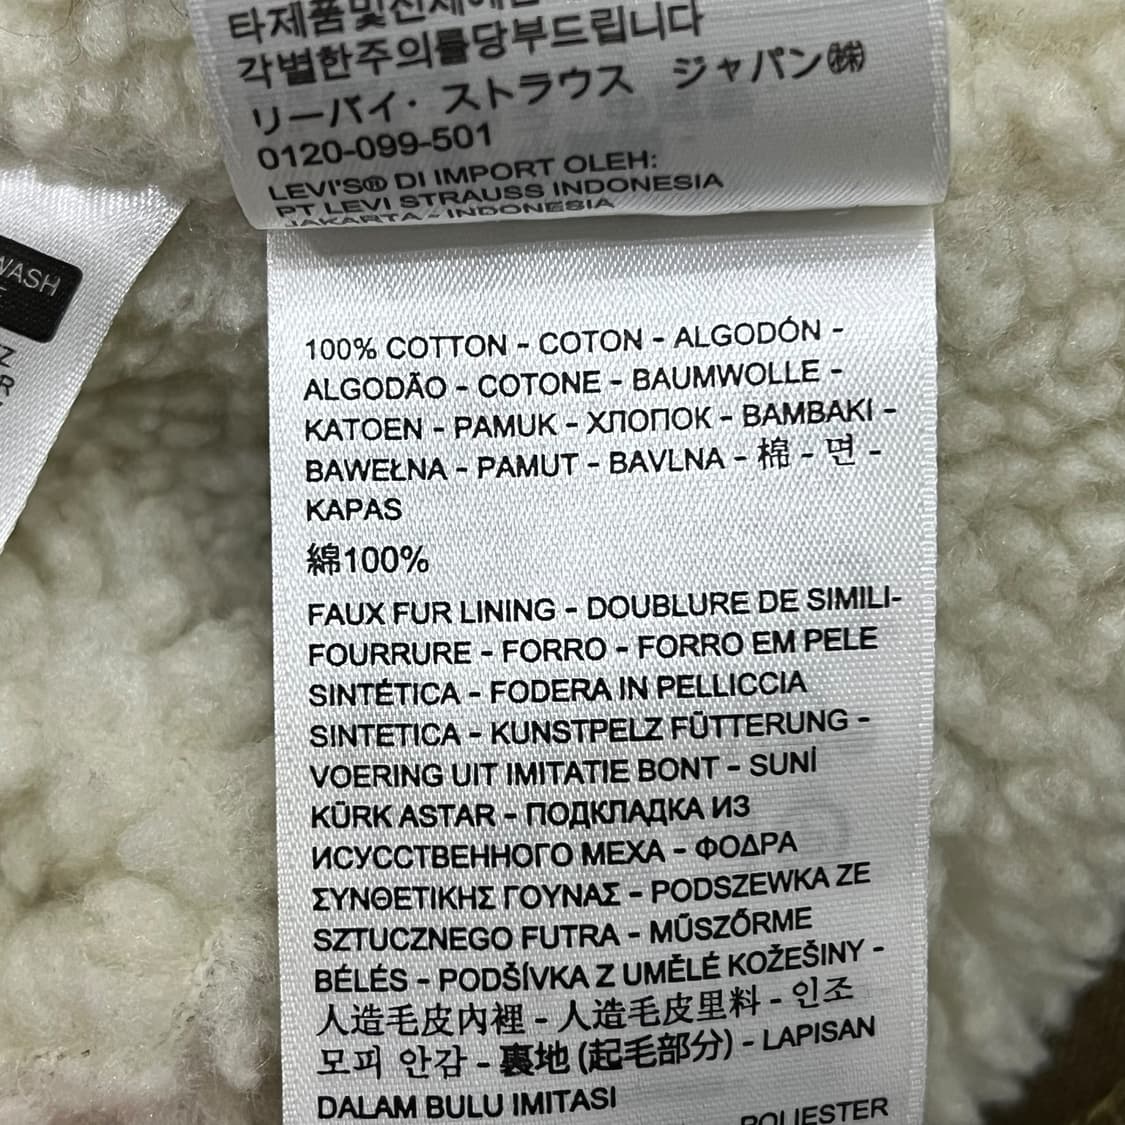 타제품및신체에
각별한주의를당부드립니다
リーバイ・ストラウス ジャパン㈱
0120-099-501
LEVI'S® DI IMPORT OLEH:
PT LEVI STRAUSS INDONESIA
JAKARTA - INDONESIA
WASH
Z
R
100% COTTON - COTON - ALGODÓN -
ALGODÃO - COTONE - BAUMWOLLE -
KATOEN - PAMUK - ХЛОПОК - BAMBAKI -
BAWEŁNA - PAMUT - BAVLNA - 棉 - 면 -
KAPAS
綿100%
FAUX FUR LINING - DOUBLURE DE SIMILI-
FOURRURE - FORRO - FORRO EM PELE
SINTÉTICA - FODERA IN PELLICCIA
SINTETICA - KUNSTPELZ FÜTTERUNG -
VOERING UIT IMITATIE BONT - SUNİ
KÜRK ASTAR - ПОДКЛАДКА ИЗ
ИСУССТВЕННОГО МЕХА - ΦΟΔΡΑ
ΣΥΝΘΕΤΙΚΗΣ ΓΟΥΝΑΣ - PODSZEWKA ZE
SZTUCZNEGO FUTRA - MŰSZŐRME
BÉLÉS - PODŠÍVKA Z UMĚLÉ KOŽEŠINY -
人造毛皮內裡 - 人造毛皮里料 - 인조
모피 안감 - 裏地 (起毛部分) - LAPISAN
DALAM BULU IMITASI
POLIESTER